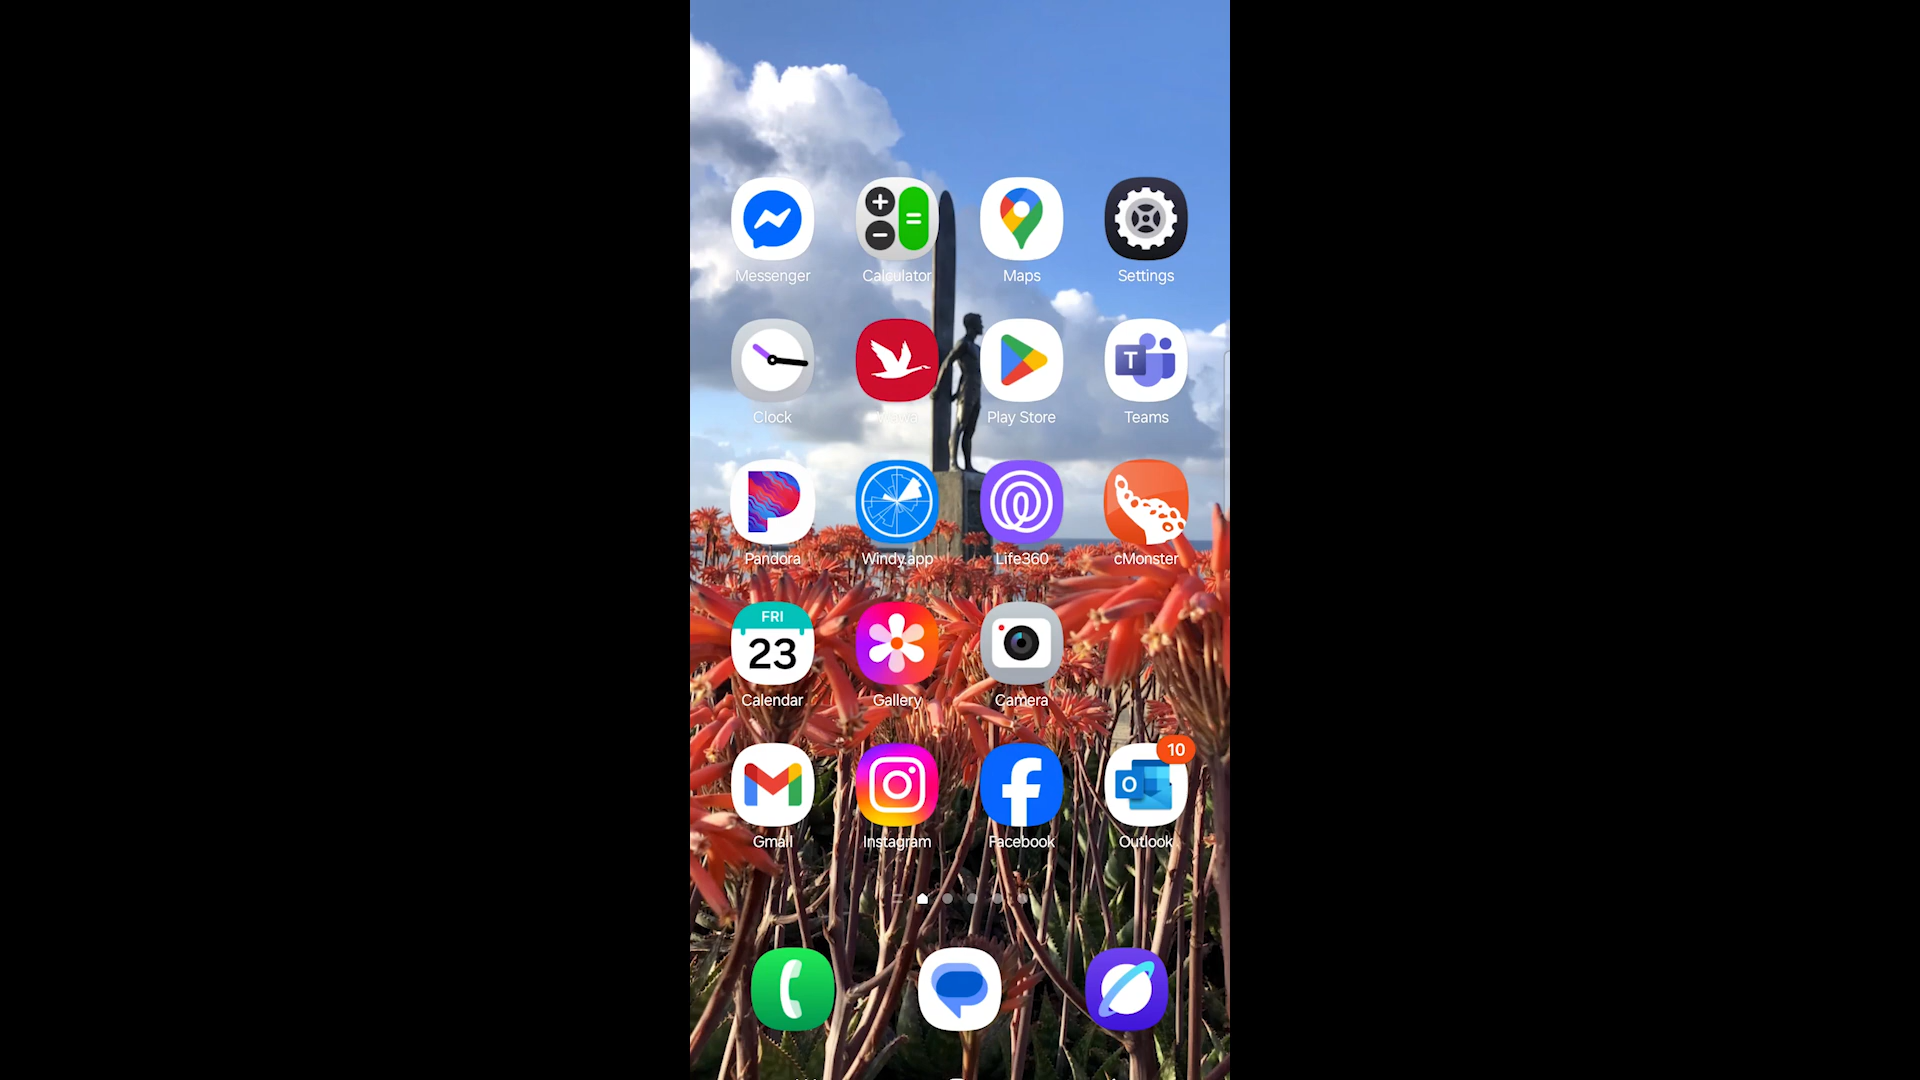 Messenger
Calculator
Maps
Settings
Clock
Play Store
T
Teams
Pandora
Windy.app
Life360
cMonster
FRI
23
Calendar
Gallery
Camera
10
Gmail
Instagram
Facebook
Outlook